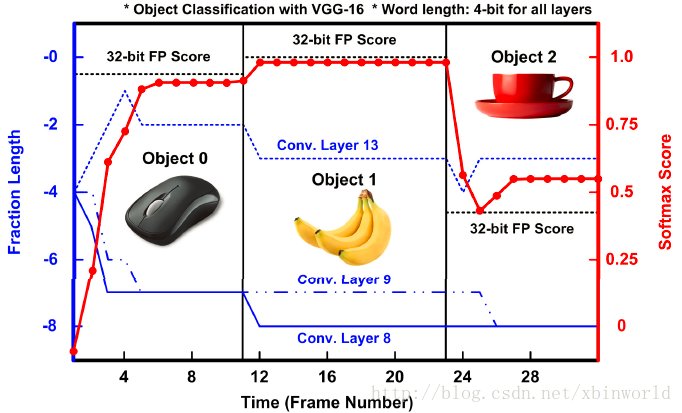 * Object Classification with VGG-16 * Word length: 4-bit for all layers
32-bit FP Score
32-bit FP Score
Object 2
-0
-2
-4
-6
-8
Fraction Length
1.0
0.75
0.5
0.25
0
Softmax Score
Conv. Layer 13
Object 0
Object 1
32-bit FP Score
Conv. Layer 9
Conv. Layer 8
4
8
12
16
20
24
28
Time (Frame Number)
http://blog.csdn.net/xbinworld